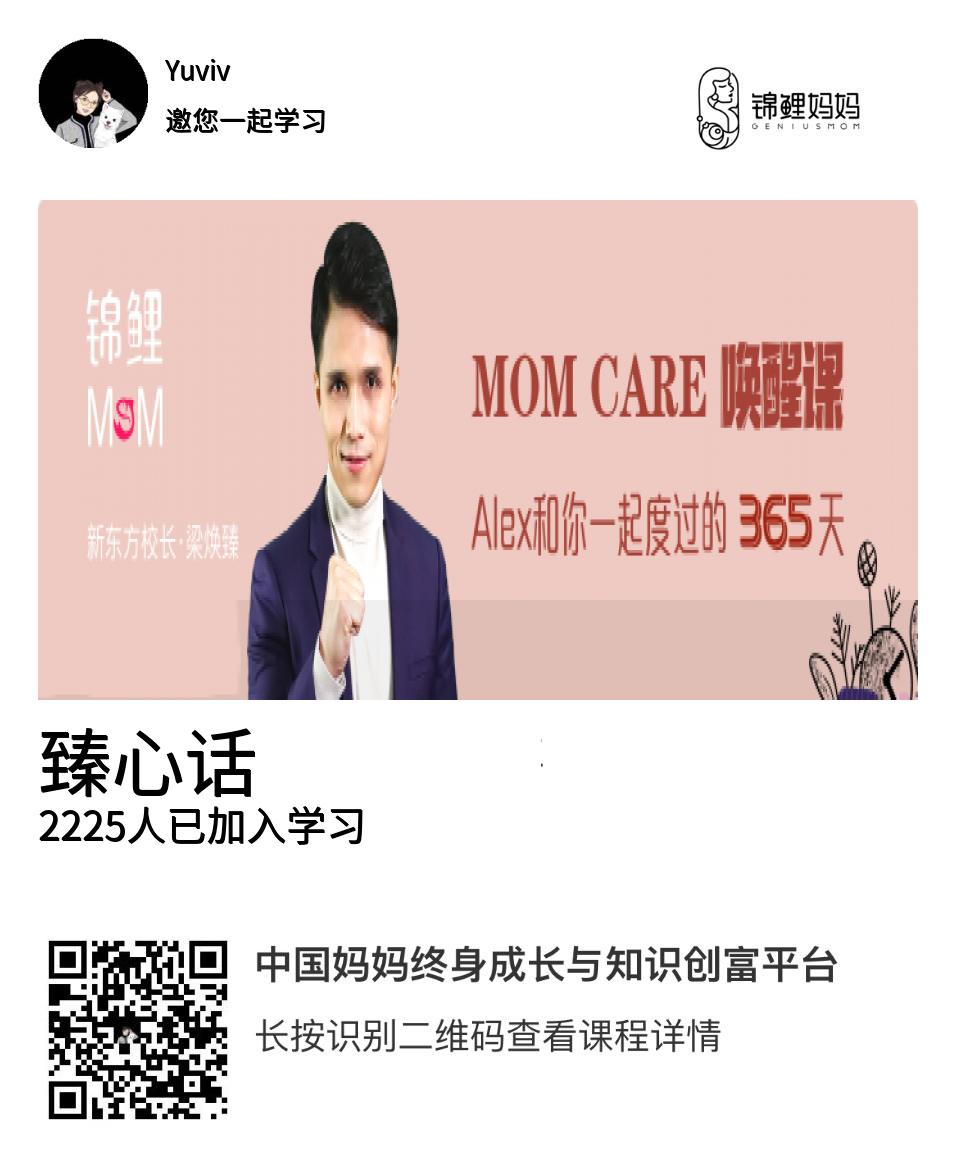 Yuviv
邀您一起学习
锦鲤妈妈
GENIUSMOM
锦鲤
MOM
新东方校长·梁焕臻
MOM CARE 唤醒课
Alex和你一起度过的 365 天
臻心话
2225人已加入学习
中国妈妈终身成长与知识创富平台
长按识别二维码查看课程详情